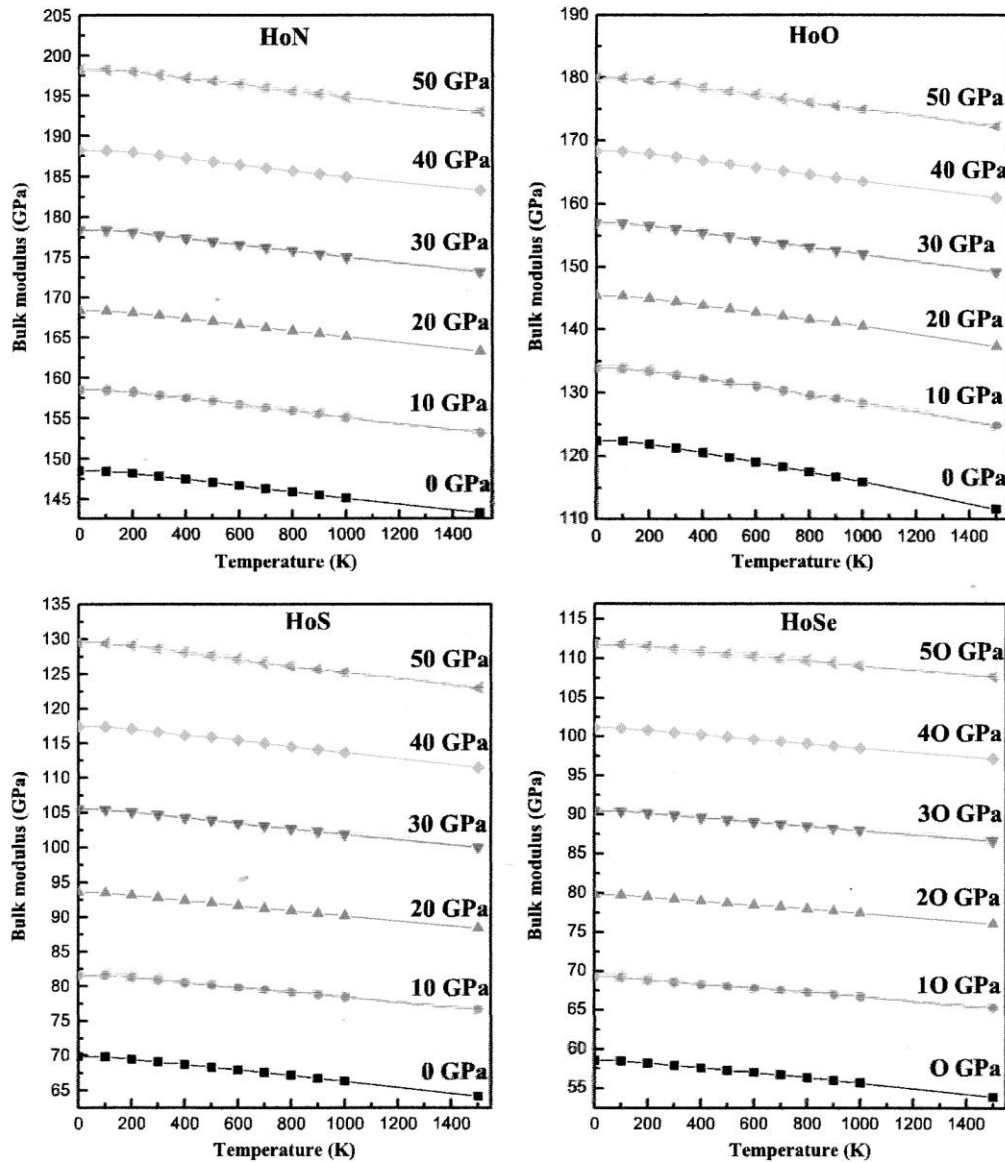 HoN
Bulk modulus (GPa)
205
200
195
190
185
180
175
170
165
160
155
150
145
50 GPa
40 GPa
30 GPa
20 GPa
10 GPa
0 GPa
0 200 400 600 800 1000 1200 1400
Temperature (K)
HoO
Bulk modulus (GPa)
190
180
170
160
150
140
130
120
110
50 GPa
40 GPa
30 GPa
20 GPa
10 GPa
0 GPa
0 200 400 600 800 1000 1200 1400
Temperature (K)
HoS
Bulk modulus (GPa)
135
130
125
120
115
110
105
100
95
90
85
80
75
70
65
50 GPa
40 GPa
30 GPa
20 GPa
10 GPa
0 GPa
0 200 400 600 800 1000 1200 1400
Temperature (K)
HoSe
Bulk modulus (GPa)
115
110
105
100
95
90
85
80
75
70
65
60
55
5O GPa
4O GPa
3O GPa
2O GPa
1O GPa
O GPa
0 200 400 600 800 1000 1200 1400
Temperature (K)